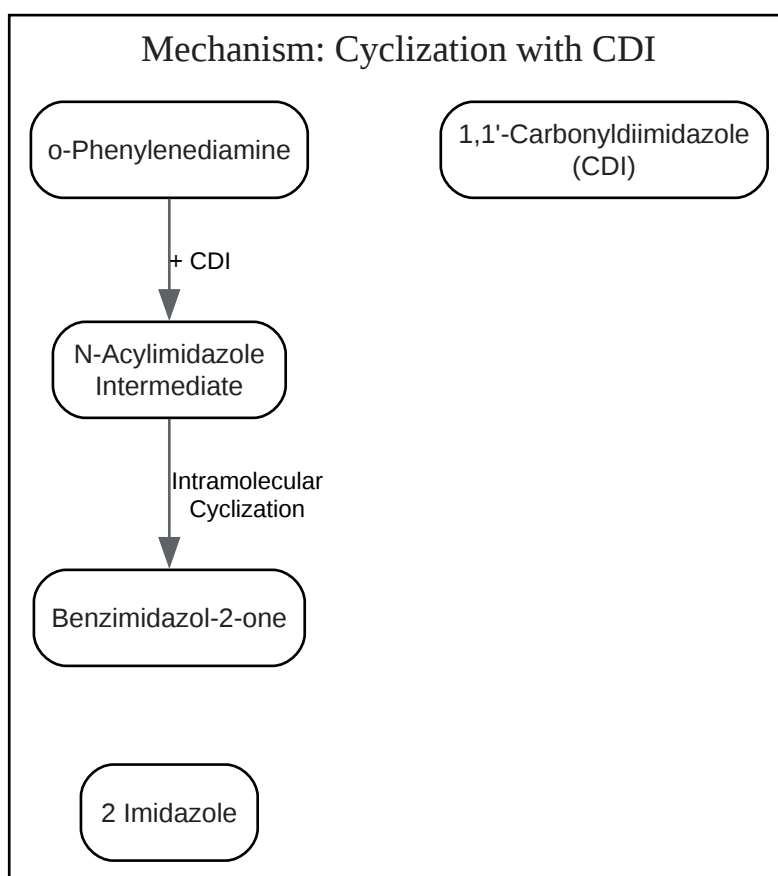 Mechanism: Cyclization with CDI
o-Phenylenediamine
1,1'-Carbonyldiimidazole
(CDI)
+ CDI
N-Acylimidazole
Intermediate
Intramolecular
Cyclization
Benzimidazol-2-one
2 Imidazole